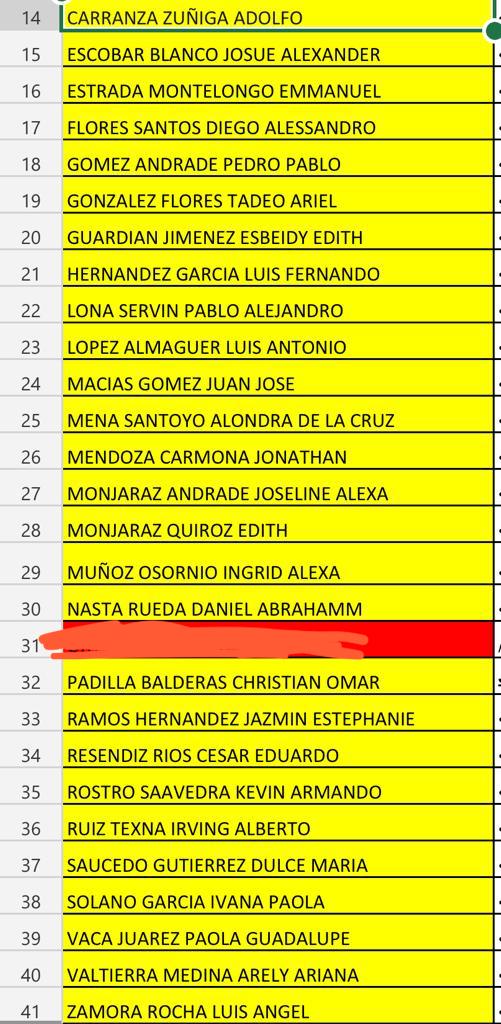 14 CARRANZA ZUÑIGA ADOLFO
15 ESCOBAR BLANCO JOSUE ALEXANDER
16 ESTRADA MONTELONGO EMMANUEL
17 FLORES SANTOS DIEGO ALESSANDRO
18 GOMEZ ANDRADE PEDRO PABLO
19 GONZALEZ FLORES TADEO ARIEL
20 GUARDIAN JIMENEZ ESBEIDY EDITH
21 HERNANDEZ GARCIA LUIS FERNANDO
22 LONA SERVIN PABLO ALEJANDRO
23 LOPEZ ALMAGUER LUIS ANTONIO
24 MACIAS GOMEZ JUAN JOSE
25 MENA SANTOYO ALONDRA DE LA CRUZ
26 MENDOZA CARMONA JONATHAN
27 MONJARAZ ANDRADE JOSELINE ALEXA
28 MONJARAZ QUIROZ EDITH
29 MUÑOZ OSORNIO INGRID ALEXA
30 NASTA RUEDA DANIEL ABRAHAMM
31
32 PADILLA BALDERAS CHRISTIAN OMAR
33 RAMOS HERNANDEZ JAZMIN ESTEPHANIE
34 RESENDIZ RIOS CESAR EDUARDO
35 ROSTRO SAAVEDRA KEVIN ARMANDO
36 RUIZ TEXNA IRVING ALBERTO
37 SAUCEDO GUTIERREZ DULCE MARIA
38 SOLANO GARCIA IVANA PAOLA
39 VACA JUAREZ PAOLA GUADALUPE
40 VALTIERRA MEDINA ARELY ARIANA
41 ZAMORA ROCHA LUIS ANGEL